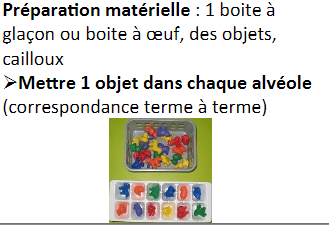 Préparation matérielle : 1 boite à
glaçon ou boite à œuf, des objets,
cailloux
➢Mettre 1 objet dans chaque alvéole
(correspondance terme à terme)